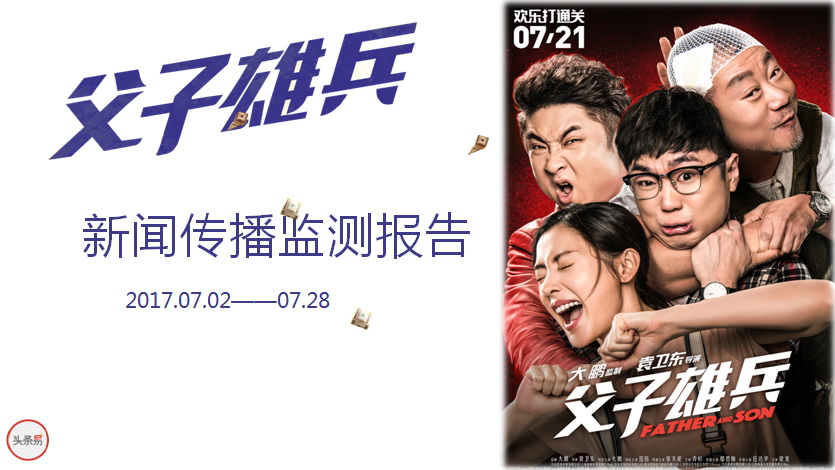 父子雄兵
新闻传播监测报告
2017.07.02——07.28
头条易
欢乐打通关
07/21
大鹏 监制 袁卫东 导演
父子雄兵
FATHER AND SON